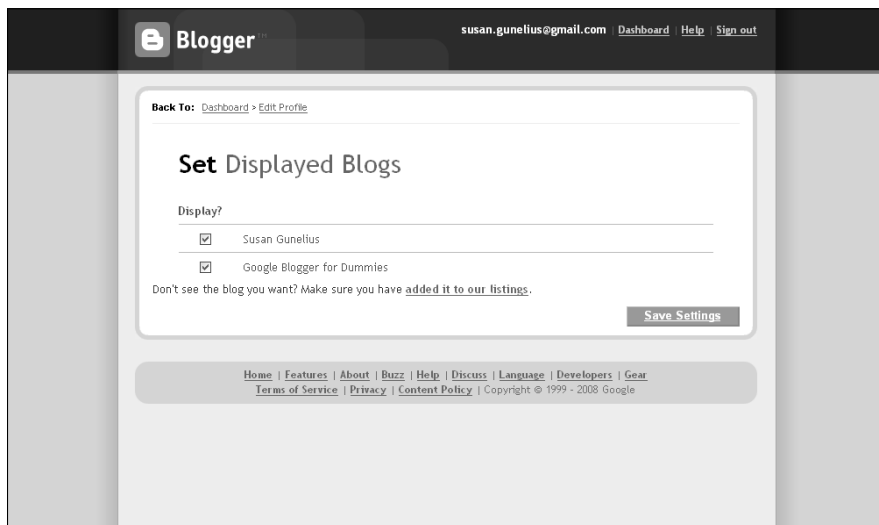 Blogger™
susan.gunelius@gmail.com | Dashboard | Help | Sign out
Back To: Dashboard > Edit Profile
Set Displayed Blogs
Display?
Susan Gunelius
Google Blogger for Dummies
Don't see the blog you want? Make sure you have added it to our listings.
Save Settings
Home | Features | About | Buzz | Help | Discuss | Language | Developers | Gear
Terms of Service | Privacy | Content Policy | Copyright © 1999 - 2008 Google